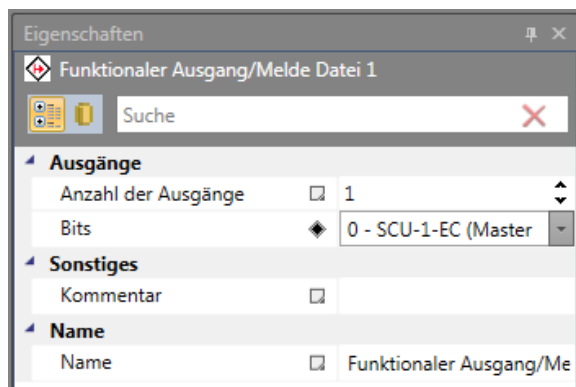 Eigenschaften
Funktionaler Ausgang/Melde Datei 1
Suche
Ausgänge
Anzahl der Ausgänge 1
Bits 0 - SCU-1-EC (Master
Sonstiges
Kommentar
Name
Name Funktionaler Ausgang/Me